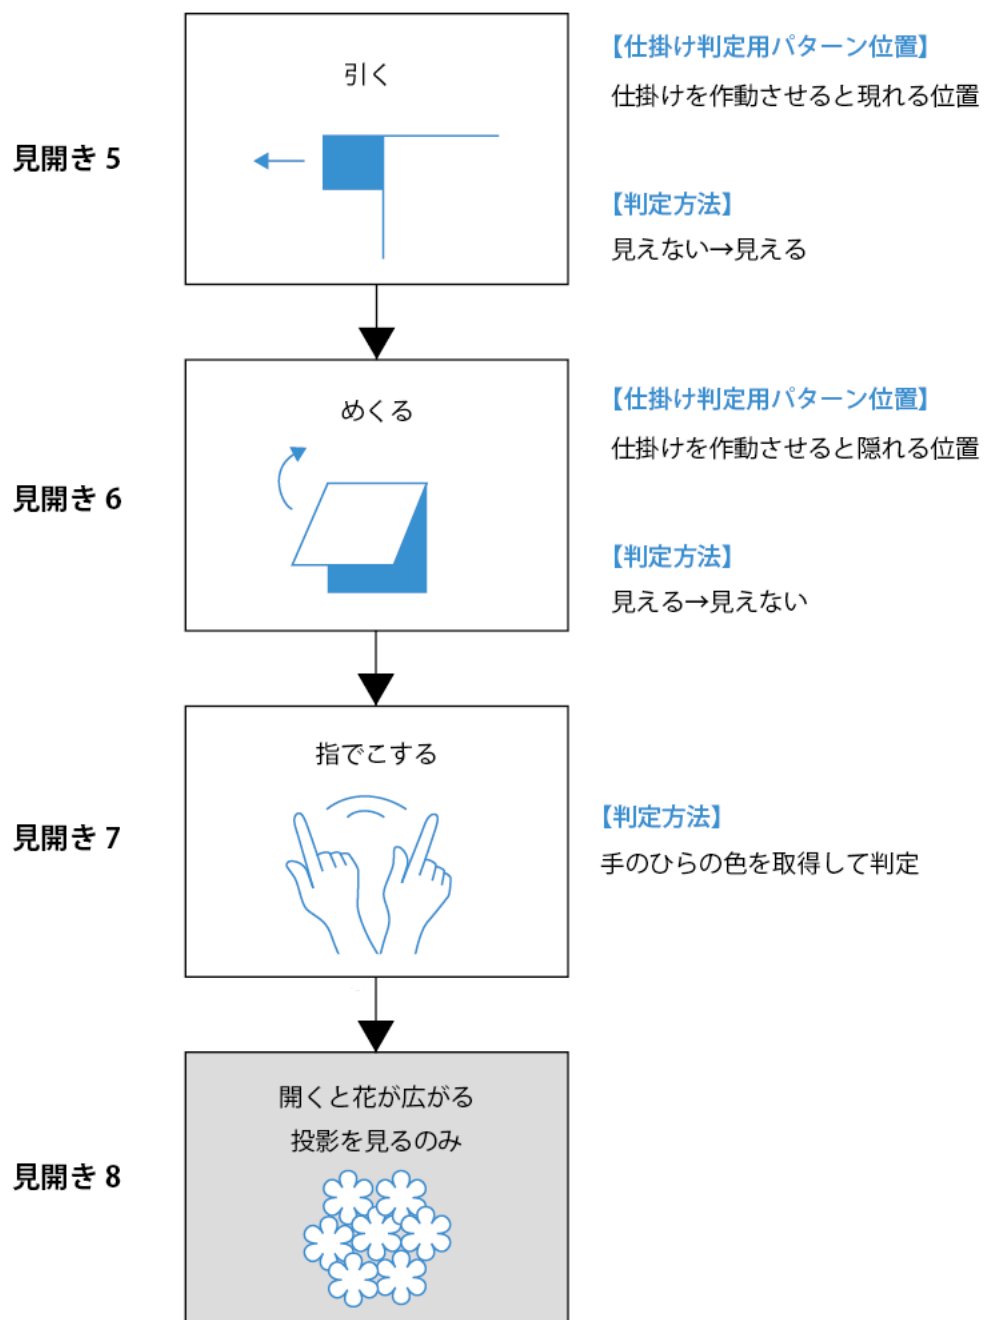 見開き 5
引く
【仕掛け判定用パターン位置】
仕掛けを作動させると現れる位置
【判定方法】
見えない→見える
見開き 6
めくる
【仕掛け判定用パターン位置】
仕掛けを作動させると隠れる位置
【判定方法】
見える→見えない
見開き 7
指でこする
【判定方法】
手のひらの色を取得して判定
見開き 8
開くと花が広がる
投影を見るのみ